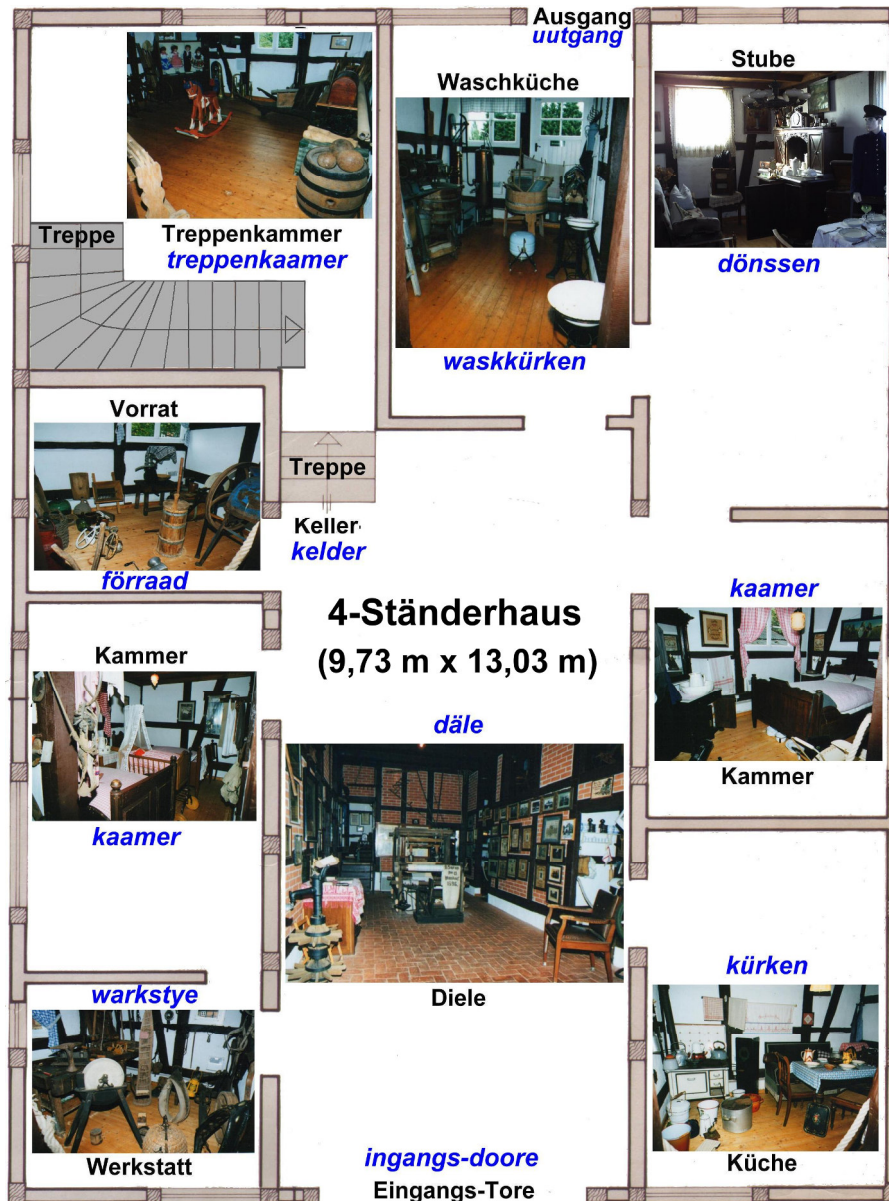 Ausgang
uutgang
Stube
dönssen
Waschküche
waskkürken
Treppe
Treppenkammer
treppenkaamer
Vorrat
förraad
Treppe
Keller
kelder
4-Ständerhaus
(9,73 m x 13,03 m)
däle
Diele
kaamer
Kammer
Kammer
kaamer
warkstye
Werkstatt
kürken
Küche
ingangs-doore
Eingangs-Tore